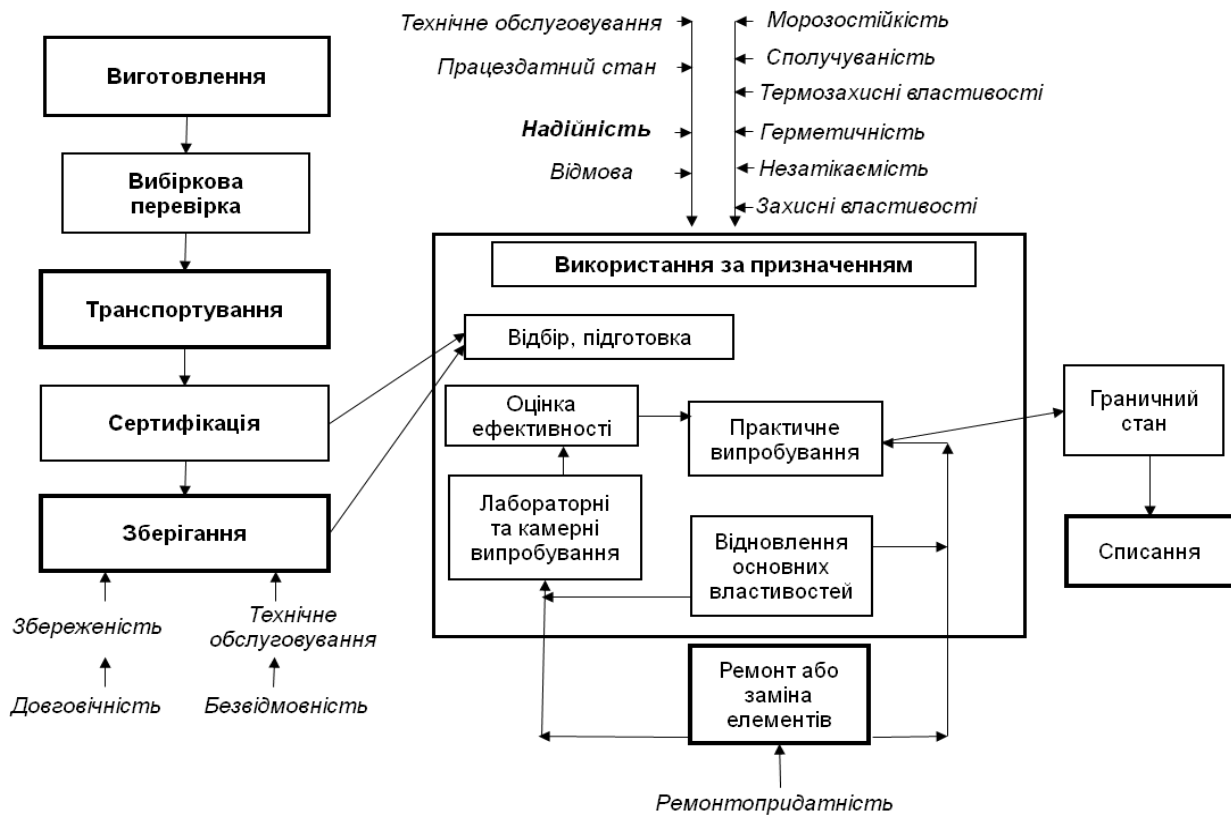 Виготовлення
Вибіркова
перевірка
Транспортування
Сертифікація
Зберігання
Збереженість
Технічне
обслуговування
Довговічність
Безвідмовність
Технічне обслуговування
Працездатний стан
Надійність
Відмова
Морозостійкість
Сполучуваність
Термозахисні властивості
Герметичність
Незатікаємість
Захисні властивості
Використання за призначенням
Відбір, підготовка
Оцінка
ефективності
Практичне
випробування
Лабораторні
та камерні
випробування
Відновлення
основних
властивостей
Ремонт або
заміна
елементів
Ремонтопридатність
Граничний
стан
Списання